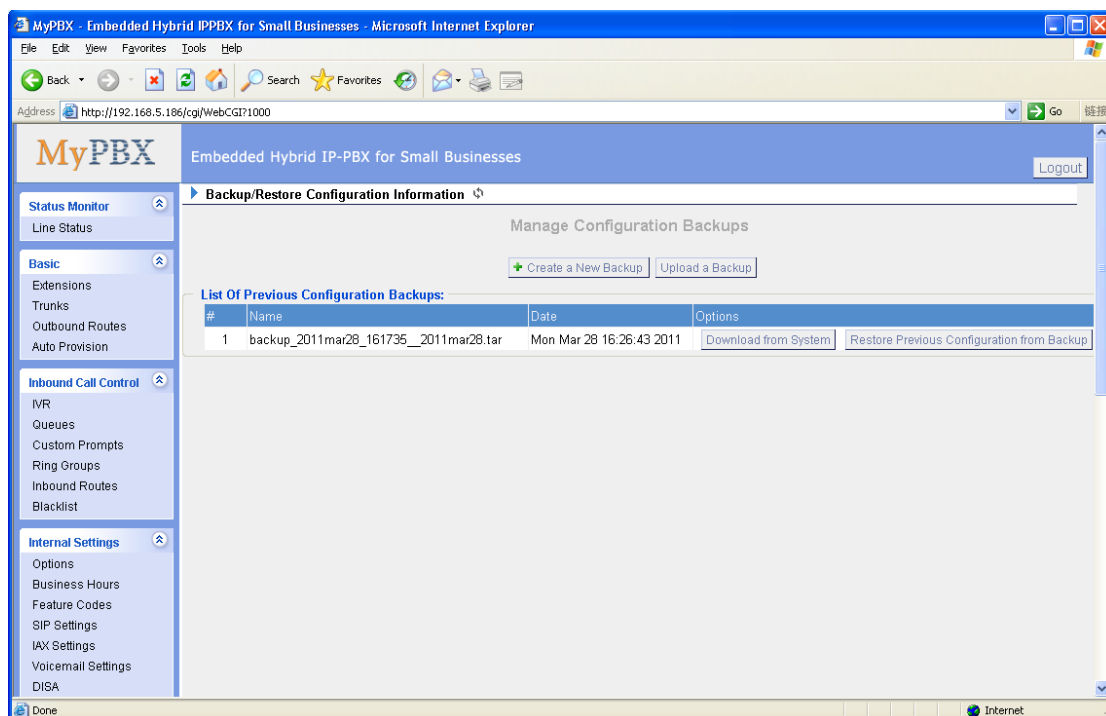 MyPBX - Embedded Hybrid IPPBX for Small Businesses - Microsoft Internet Explorer
File Edit View Favorites Tools Help
Back Search Favorites
Address http://192.168.5.186/cgi/WebCGI?1000 Go 链接
MyPBX
Embedded Hybrid IP-PBX for Small Businesses
Logout
Status Monitor
Line Status
Basic
Extensions
Trunks
Outbound Routes
Auto Provision
Inbound Call Control
IVR
Queues
Custom Prompts
Ring Groups
Inbound Routes
Blacklist
Internal Settings
Options
Business Hours
Feature Codes
SIP Settings
IAX Settings
Voicemail Settings
DISA
Backup/Restore Configuration Information
Manage Configuration Backups
Create a New Backup Upload a Backup
List Of Previous Configuration Backups:
# Name Date Options
1 backup_2011mar28_161735__2011mar28.tar Mon Mar 28 16:26:43 2011 Download from System Restore Previous Configuration from Backup
Done Internet